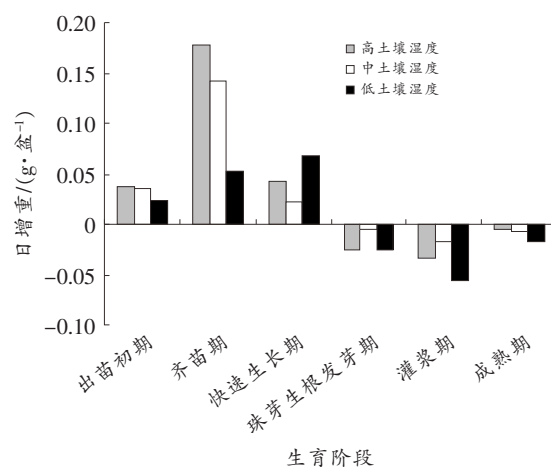 0.20
0.15
0.10
0.05
0
−0.05
−0.10
日增重/(g·盆⁻¹)
高土壤湿度
中土壤湿度
低土壤湿度
出苗初期
齐苗期
快速生长期
珠芽生根发芽期
灌浆期
成熟期
生育阶段